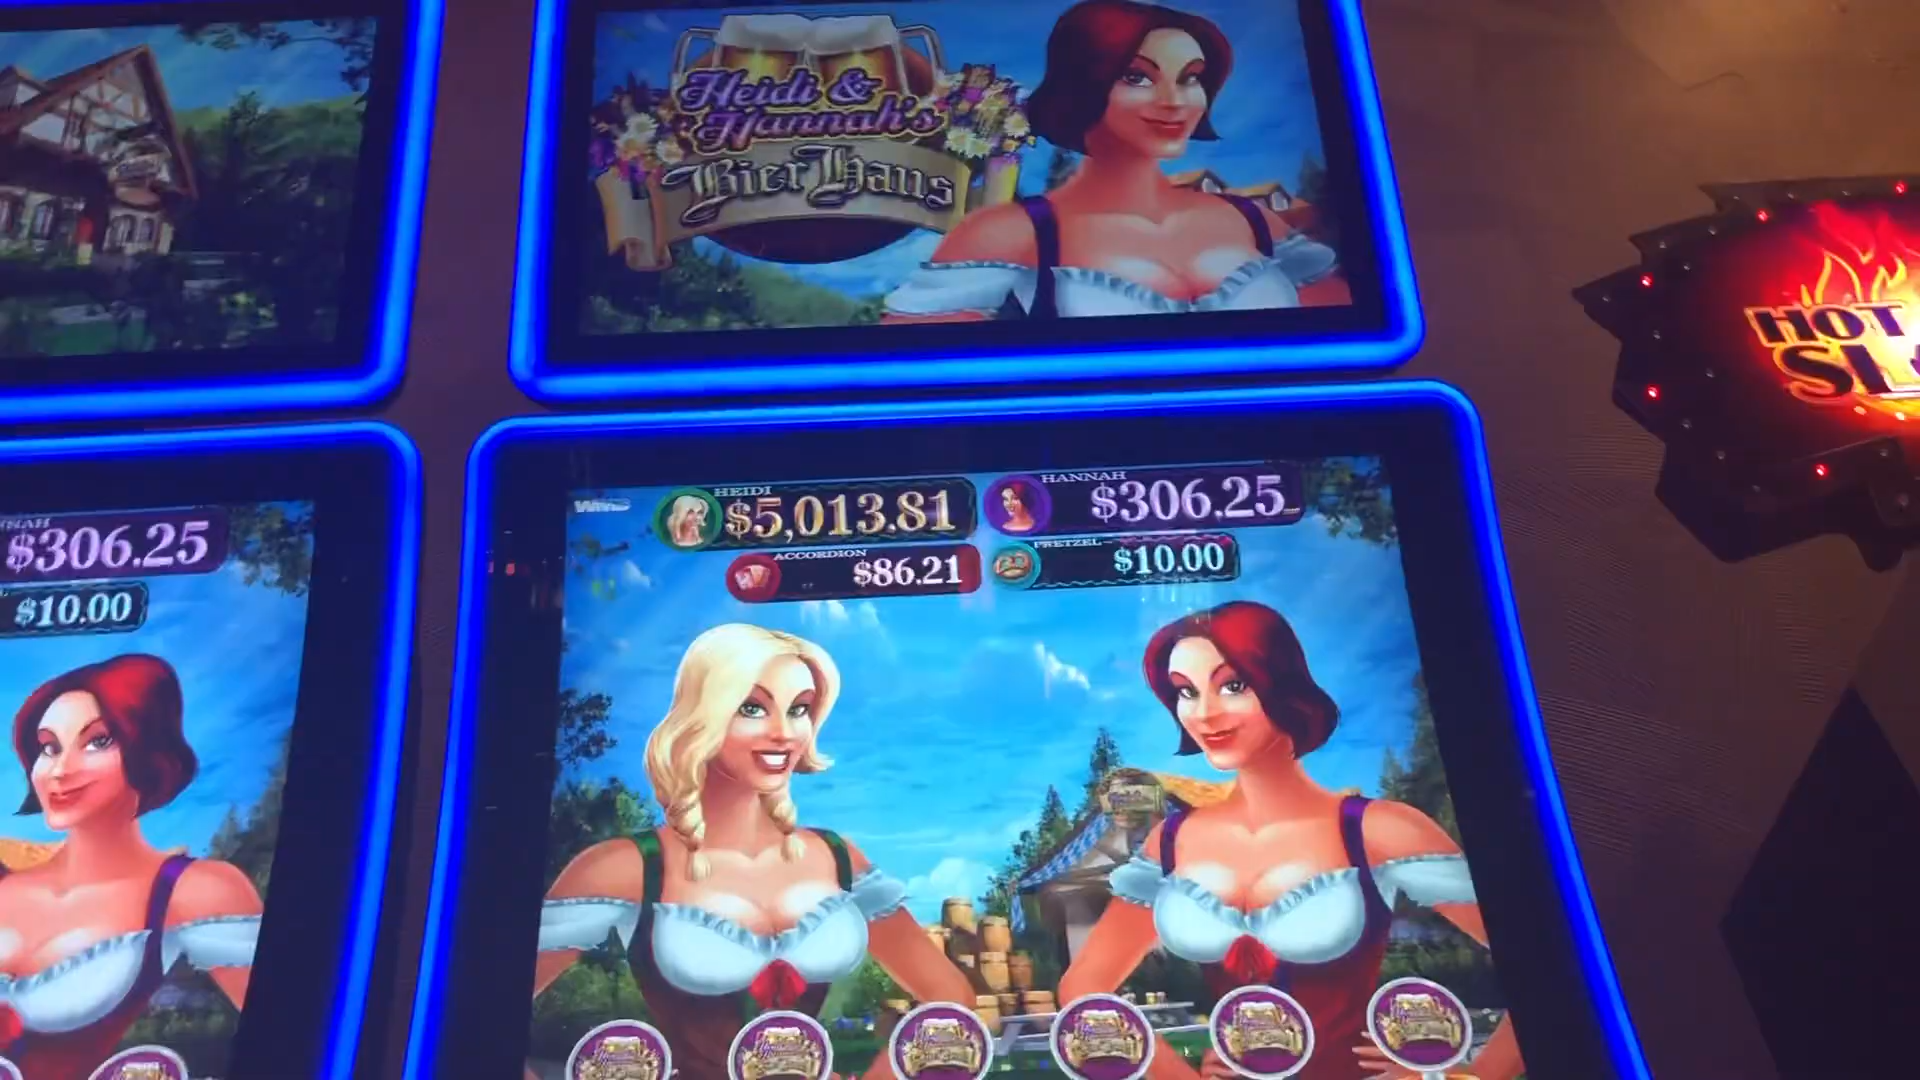 Heidi &
Hannah's
Bier Haus
HOT
WMS
HEIDI
$5,013.81
HANNAH
$306.25
ACCORDION
$86.21
PRETZEL
$10.00
$306.25
$10.00